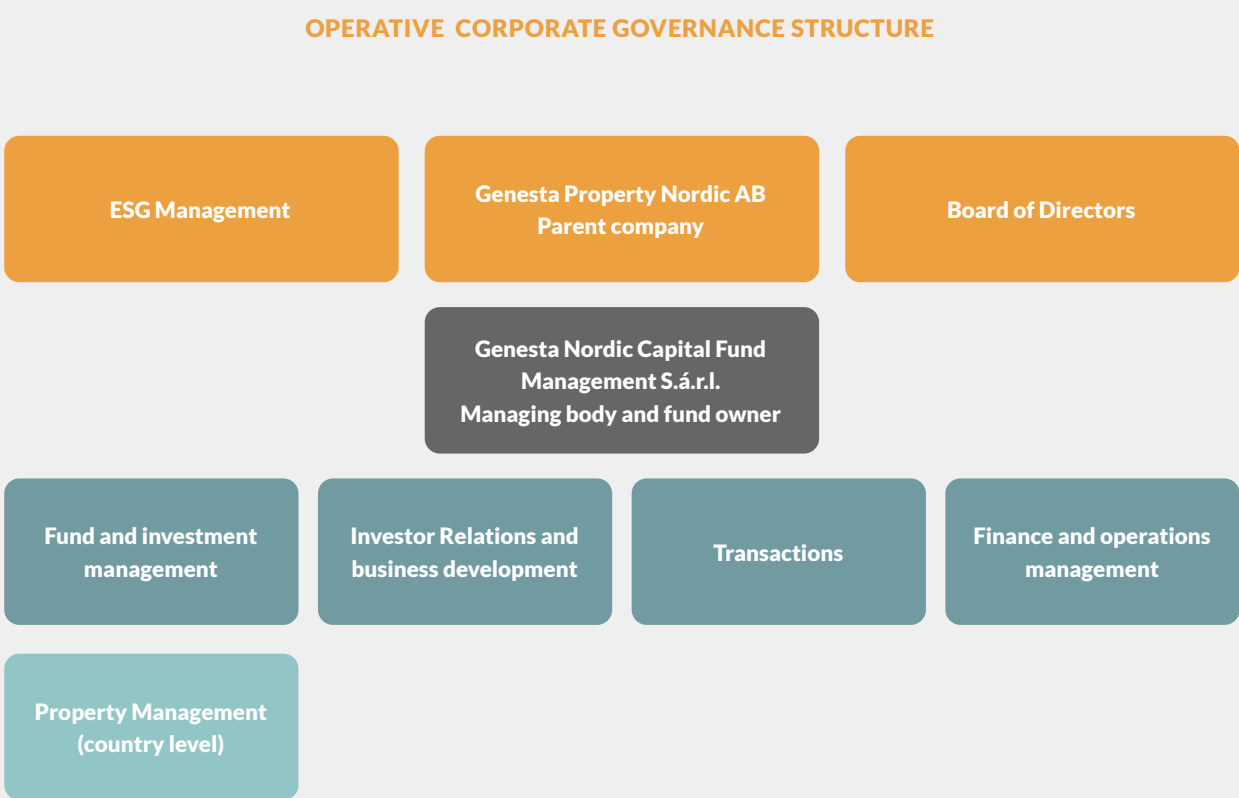 OPERATIVE CORPORATE GOVERNANCE STRUCTURE
ESG Management
Genesta Property Nordic AB
Parent company
Board of Directors
Genesta Nordic Capital Fund
Management S.á.r.l.
Managing body and fund owner
Fund and investment
management
Investor Relations and
business development
Transactions
Finance and operations
management
Property Management
(country level)